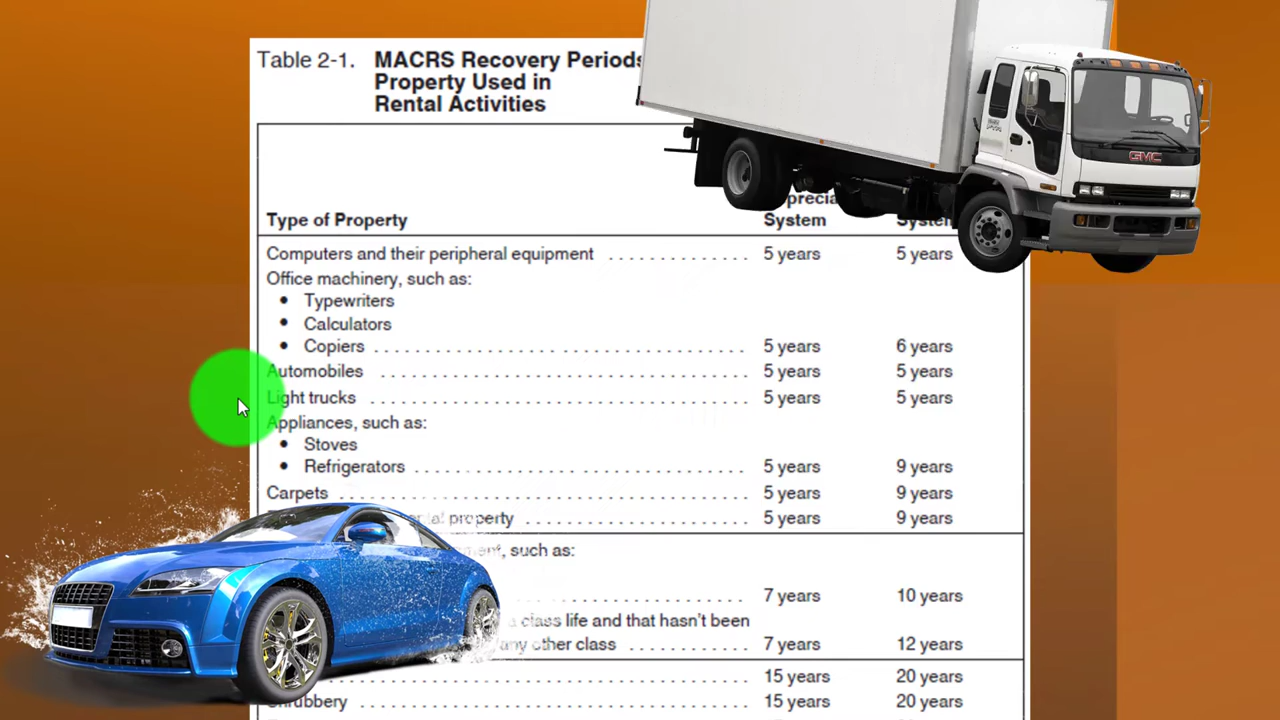 Table 2-1. MACRS Recovery Periods
Property Used in
Rental Activities
Type of Property System System
Computers and their peripheral equipment 5 years 5 years
Office machinery, such as:
• Typewriters
• Calculators
• Copiers 5 years 6 years
Automobiles 5 years 5 years
Light trucks 5 years 5 years
Appliances, such as:
• Stoves
• Refrigerators 5 years 9 years
Carpets 5 years 9 years
property 5 years 9 years
such as:
7 years 10 years
a class life and that hasn't been
any other class 7 years 12 years
15 years 20 years
Shrubbery 15 years 20 years
GMC